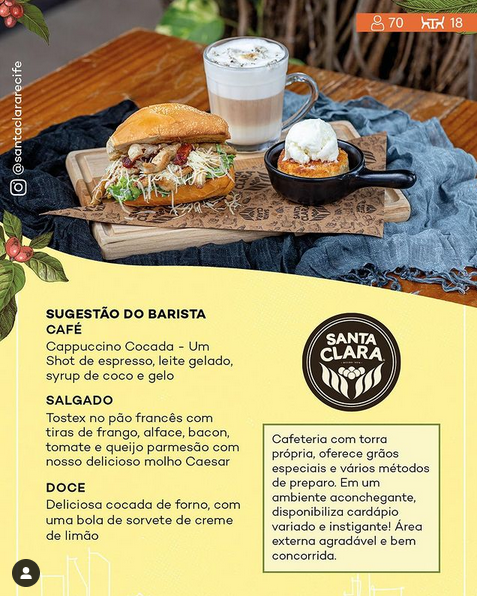 70 18
@santaclararecife
SUGESTÃO DO BARISTA
CAFÉ
Cappuccino Cocada - Um
Shot de espresso, leite gelado,
syrup de coco e gelo
SALGADO
Tostex no pão francês com
tiras de frango, alface, bacon,
tomate e queijo parmesão com
nosso delicioso molho Caesar
DOCE
Deliciosa cocada de forno, com
uma bola de sorvete de creme
de limão
SANTA
CLARA
Cafeteria com torra
própria, oferece grãos
especiais e vários métodos
de preparo. Em um
ambiente aconchegante,
disponibiliza cardápio
variado e instigante! Área
externa agradável e bem
concorrida.